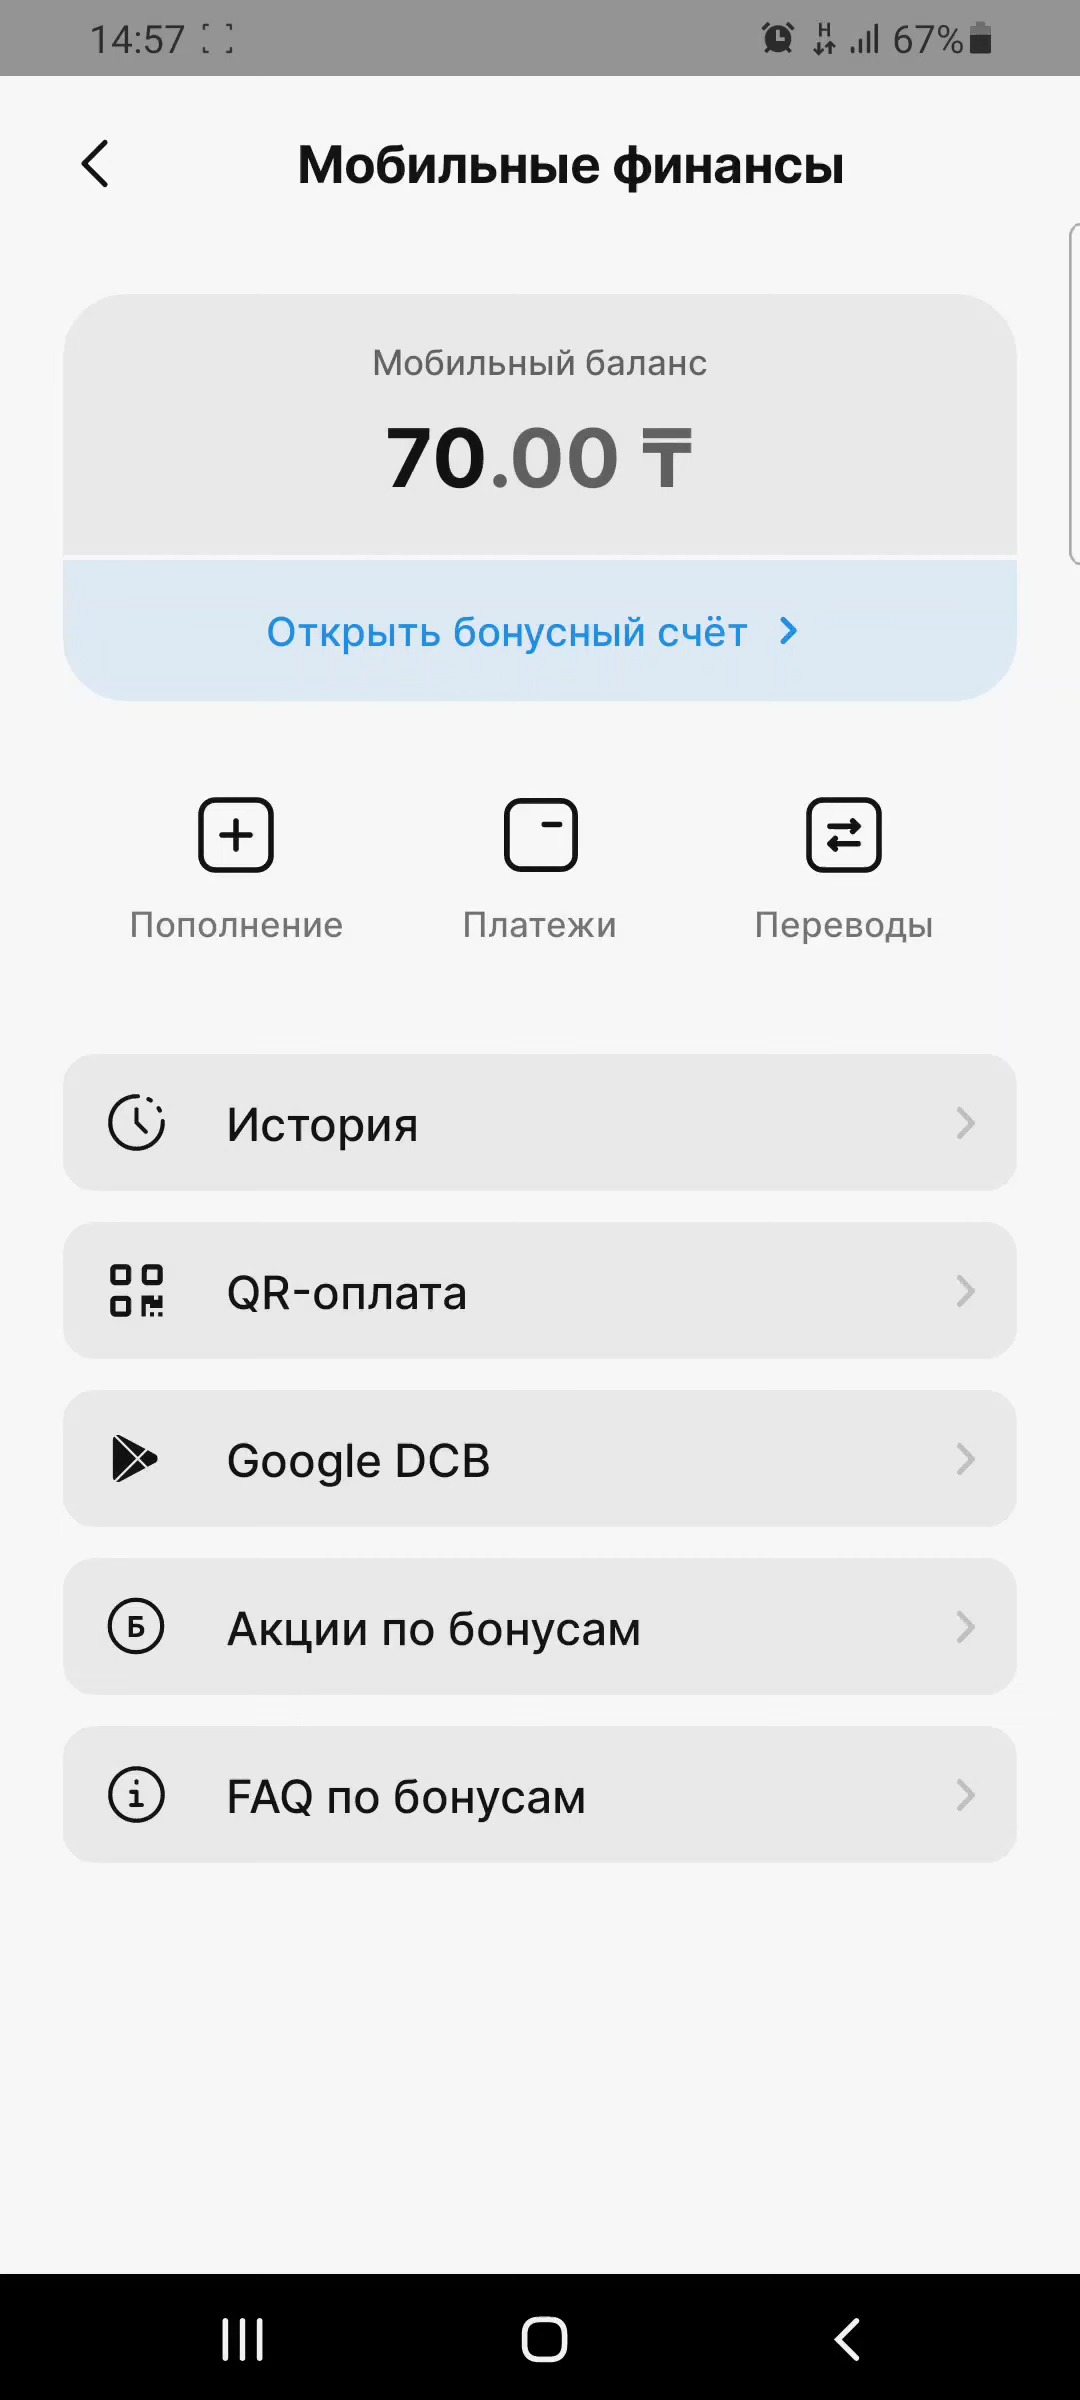 14:57 67%
Мобильные финансы
Мобильный баланс
70.00 ₸
Открыть бонусный счёт
Пополнение Платежи Переводы
История
QR-оплата
Google DCB
Б Акции по бонусам
FAQ по бонусам